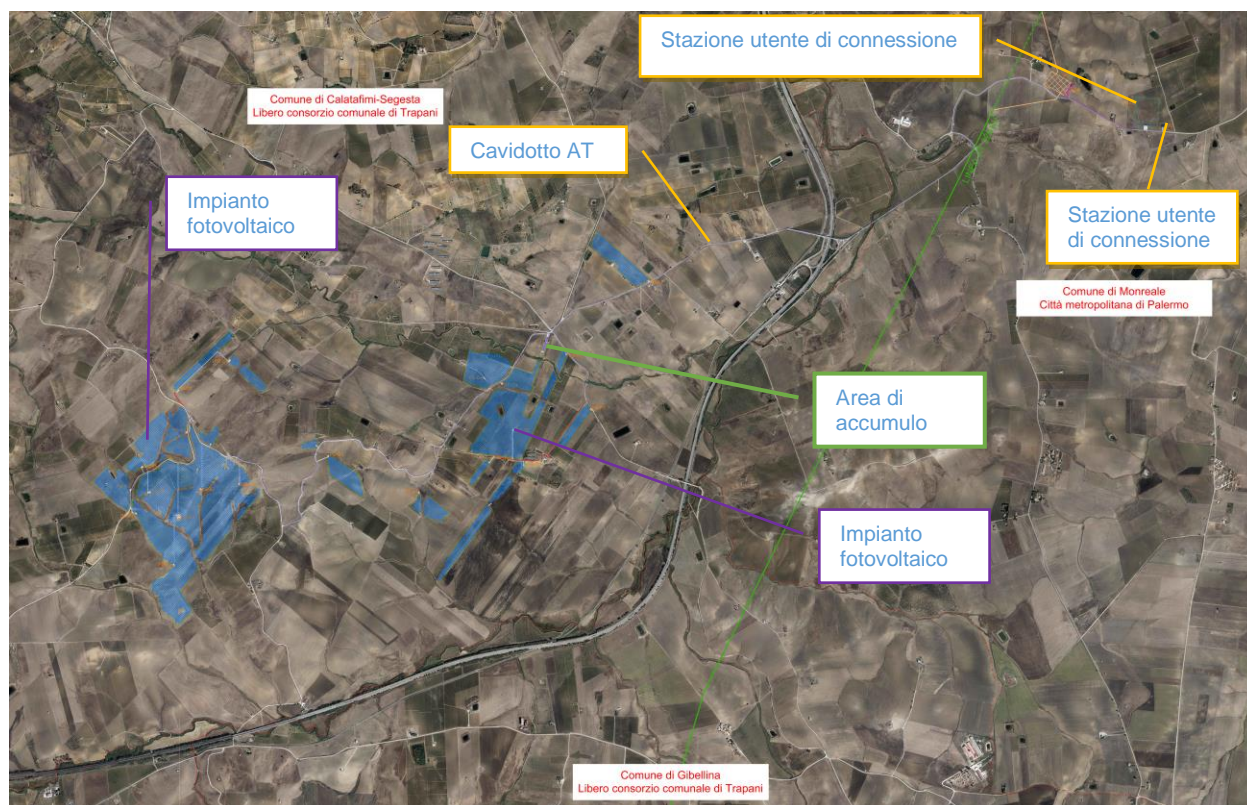 Stazione utente di connessione
Comune di Calatafimi-Segesta
Libero consorzio comunale di Trapani
Cavidotto AT
Impianto
fotovoltaico
Stazione utente
di connessione
Comune di Monreale
Città metropolitana di Palermo
Area di
accumulo
Impianto
fotovoltaico
Comune di Gibellina
Libero consorzio comunale di Trapani